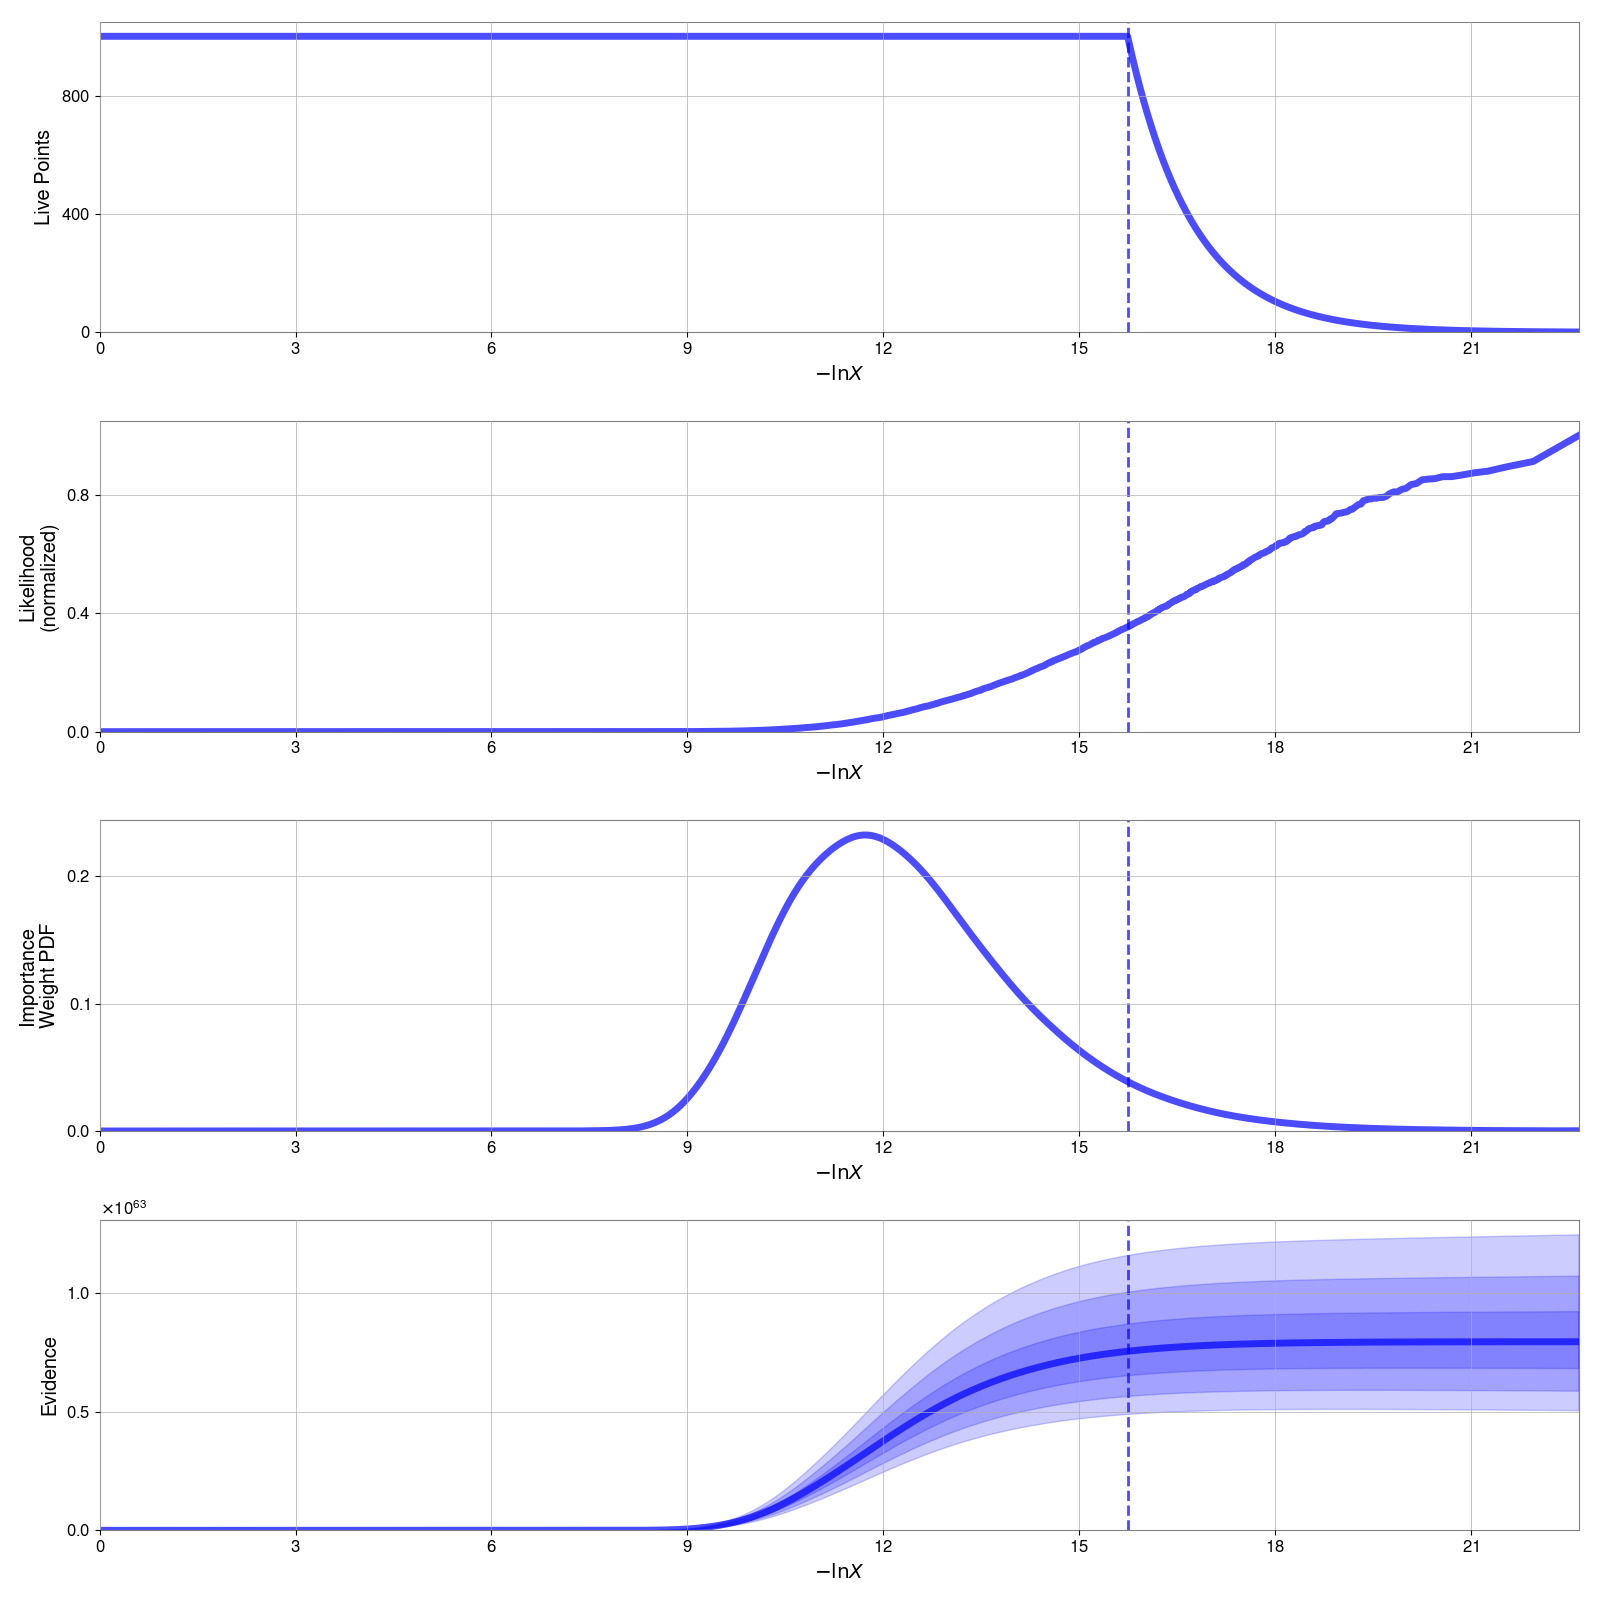 800
400
0
Live Points
0 3 6 9 12 15 18 21
−lnX
0.8
0.4
0.0
Likelihood
(normalized)
0 3 6 9 12 15 18 21
−lnX
0.2
0.1
0.0
Importance
Weight PDF
0 3 6 9 12 15 18 21
−lnX
×10⁶³
1.0
0.5
0.0
Evidence
0 3 6 9 12 15 18 21
−lnX